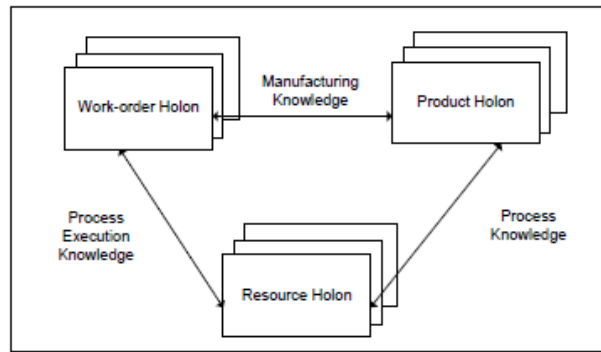 Work-order Holon
Manufacturing
Knowledge
Product Holon
Process
Execution
Knowledge
Process
Knowledge
Resource Holon